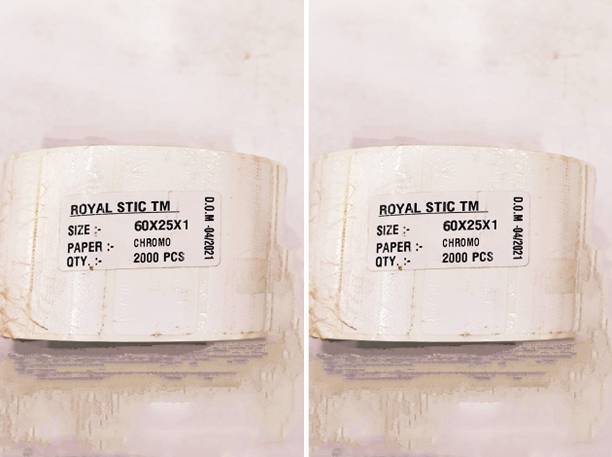 ROYAL STIC TM
SIZE :- 60X25X1
PAPER :- CHROMO
QTY. :- 2000 PCS
D.O.M -04/2021
ROYAL STIC TM
SIZE :- 60X25X1
PAPER :- CHROMO
QTY. :- 2000 PCS
D.O.M -04/2021